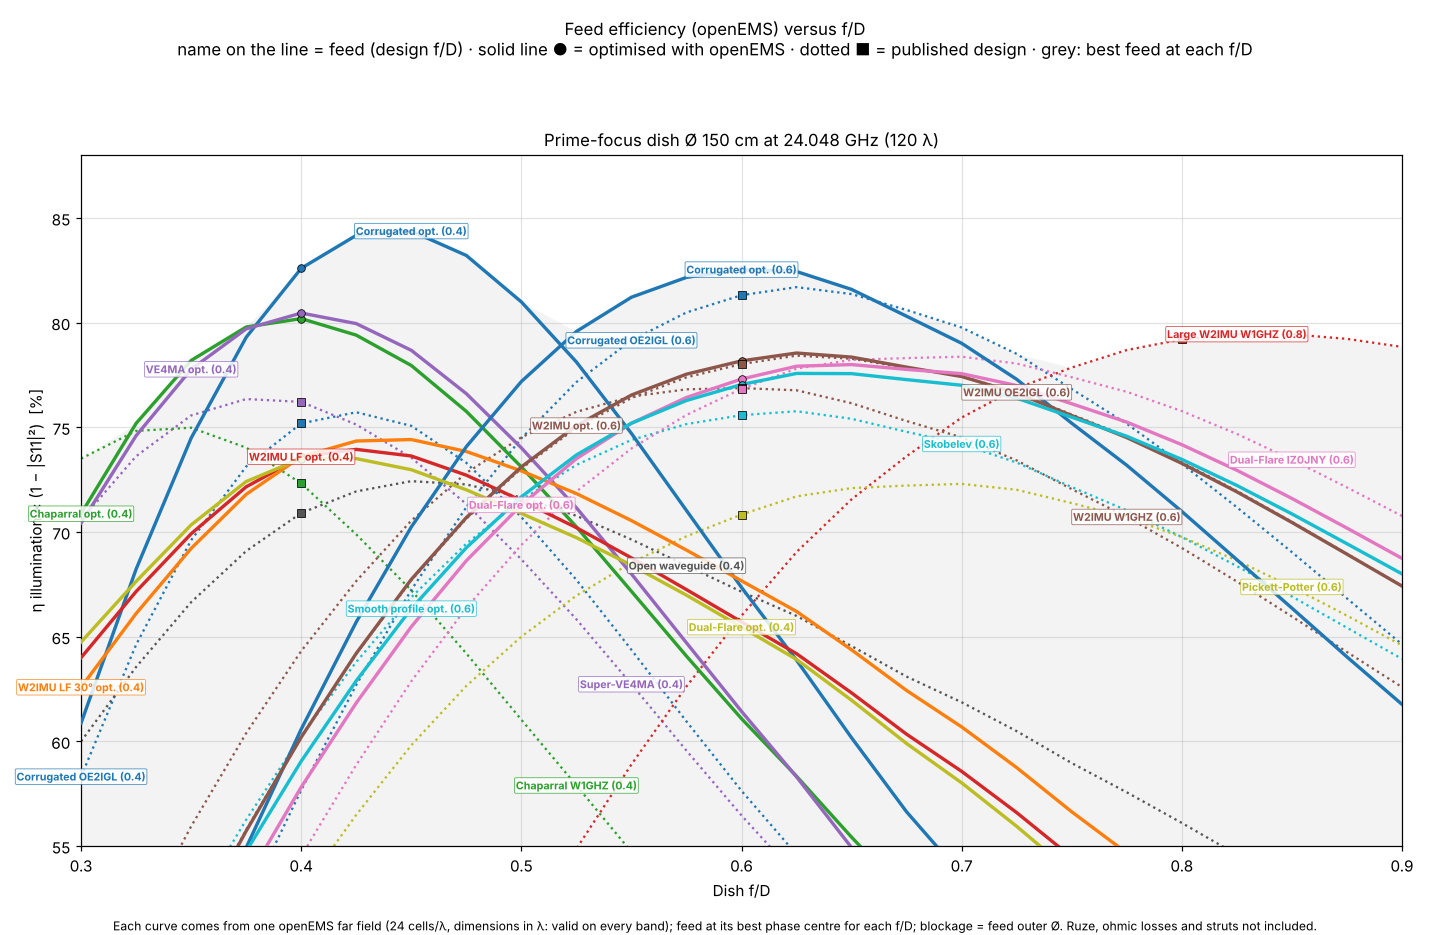 Feed efficiency (openEMS) versus f/D
name on the line = feed (design f/D) · solid line ● = optimised with openEMS · dotted ■ = published design · grey: best feed at each f/D
Prime-focus dish Ø 150 cm at 24.048 GHz (120 λ)
85
Corrugated opt. (0.4)
Corrugated opt. (0.6)
80
Large W2IMU W1GHZ (0.8)
Corrugated OE2IGL (0.6)
VE4MA opt. (0.4)
W2IMU OE2IGL (0.6)
75
W2IMU opt. (0.6)
Skobelev (0.6)
W2IMU LF opt. (0.4)
Dual-Flare IZ0JNY (0.6)
Dual-Flare opt. (0.6)
Chaparral opt. (0.4)
W2IMU W1GHZ (0.6)
70
Open waveguide (0.4)
Pickett-Potter (0.6)
Smooth profile opt. (0.6)
65
Dual-Flare opt. (0.4)
W2IMU LF 30° opt. (0.4)
Super-VE4MA (0.4)
60
Corrugated OE2IGL (0.4)
Chaparral W1GHZ (0.4)
55
η illumination (1 − |S11|²) [%]
0.3 0.4 0.5 0.6 0.7 0.8 0.9
Dish f/D
Each curve comes from one openEMS far field (24 cells/λ, dimensions in λ: valid on every band); feed at its best phase centre for each f/D; blockage = feed outer Ø. Ruze, ohmic losses and struts not included.